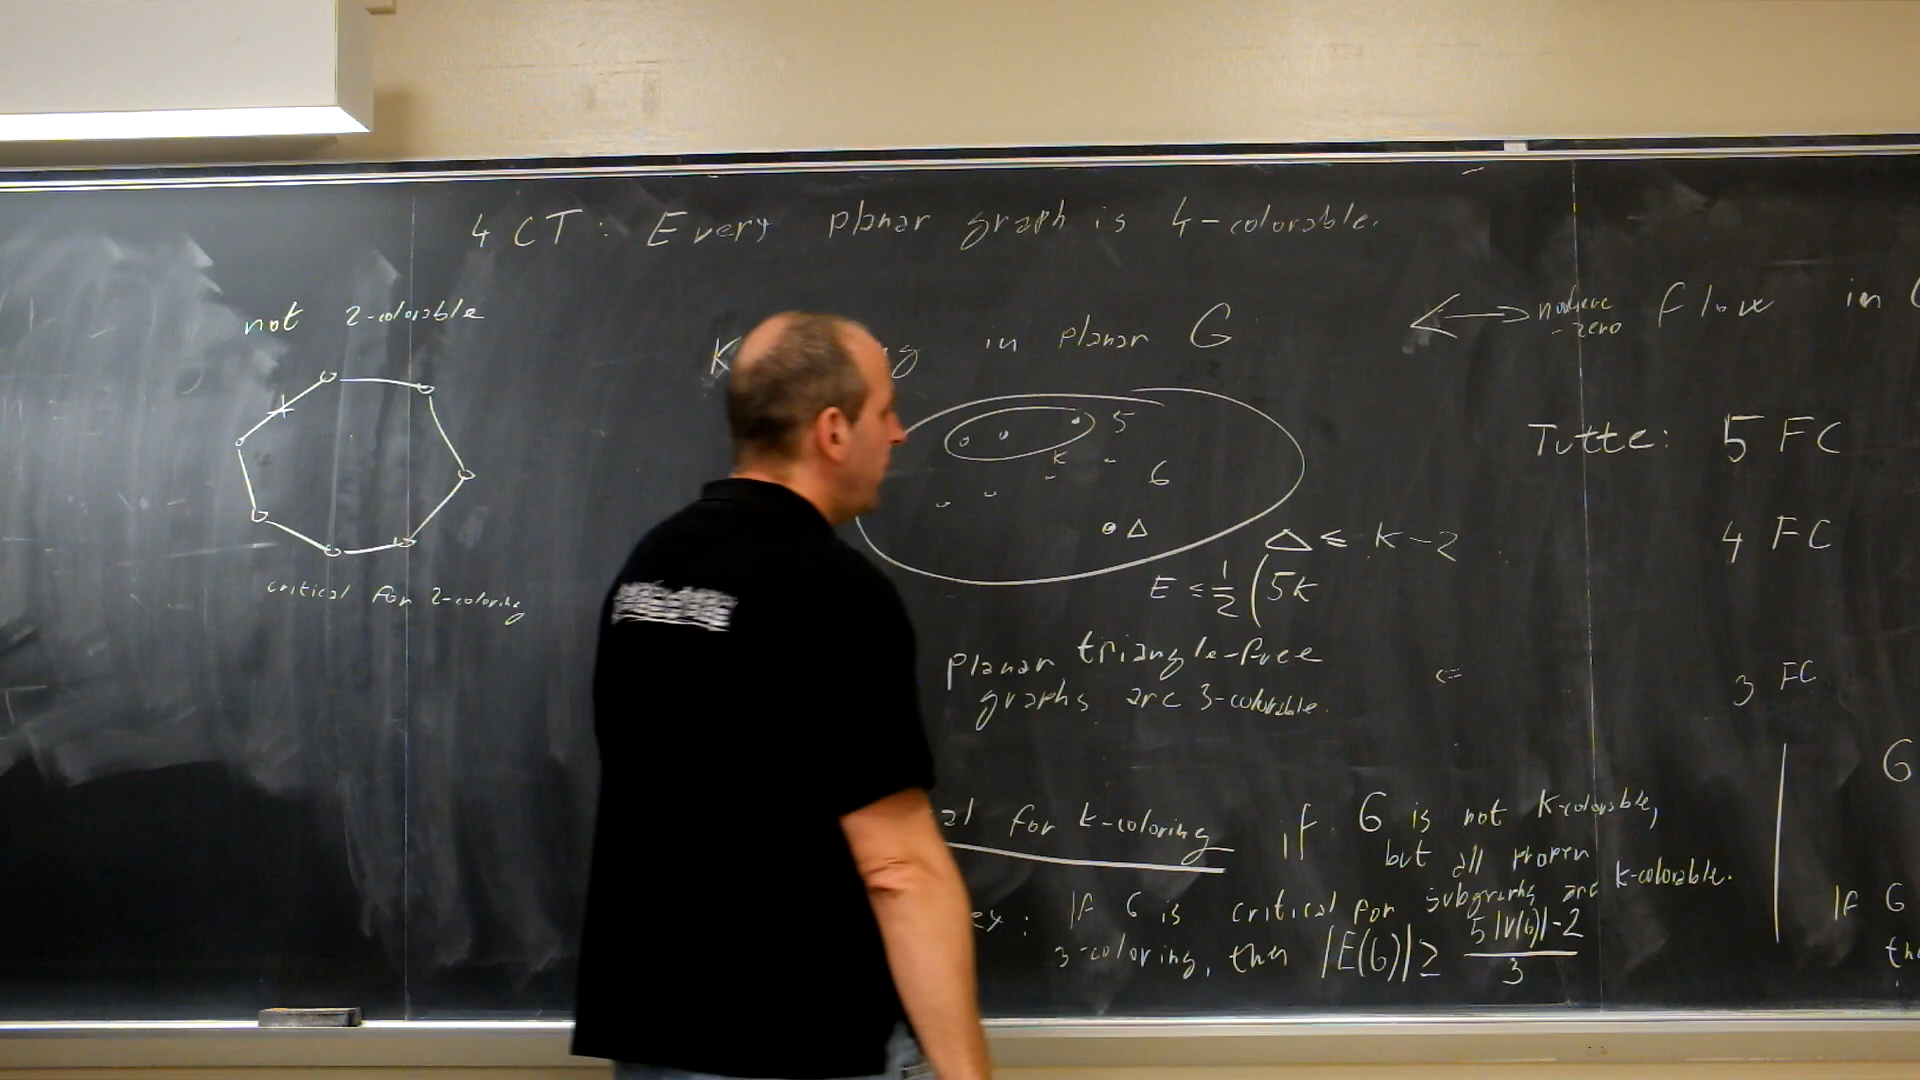 4 CT: Every planar graph is 4-colorable.
not 2-colorable
critical for 2-coloring
K
g in planar G
5
K
6
Δ
Δ ≤ K-2
E ≤ 1/2 (5K
planar triangle-free
graphs are 3-colorable.
⇐
al for k-coloring if G is not K-colorable,
but all proper
subgraphs are k-colorable.
ex: If G is critical for
3-coloring, then |E(G)| ≥ 5|V(G)|-2 / 3
⟷ nowhere-zero flow in
Tutte: 5 FC
4 FC
3 FC
G
If G